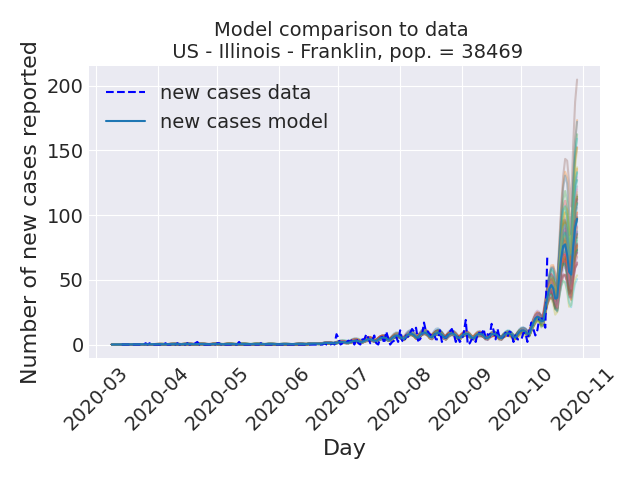 Model comparison to data
US - Illinois - Franklin, pop. = 38469
Number of new cases reported
200
150
100
50
0
new cases data
new cases model
2020-03
2020-04
2020-05
2020-06
2020-07
2020-08
2020-09
2020-10
2020-11
Day